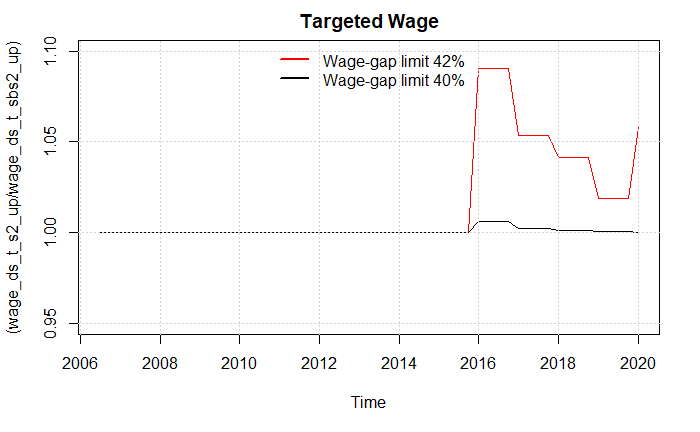 Targeted Wage
Wage-gap limit 42%
Wage-gap limit 40%
(wage_ds_t_s2_up/wage_ds_t_sbs2_up)
1.10
1.05
1.00
0.95
2006 2008 2010 2012 2014 2016 2018 2020
Time